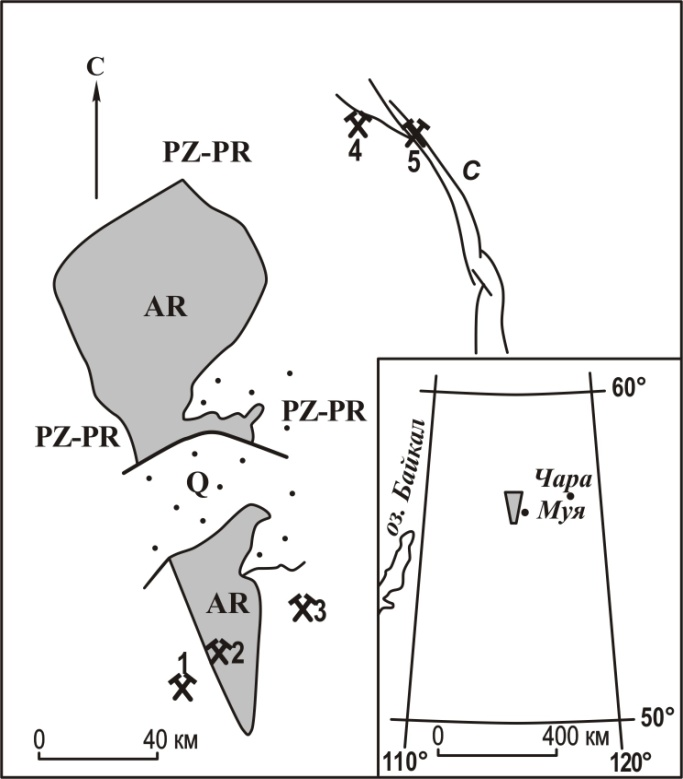 С
PZ-PR
4
5
С
AR
PZ-PR
PZ-PR
Q
AR
1
2
3
0
40 км
60°
оз. Байкал
Чара
Муя
50°
0
400 км
110°
120°